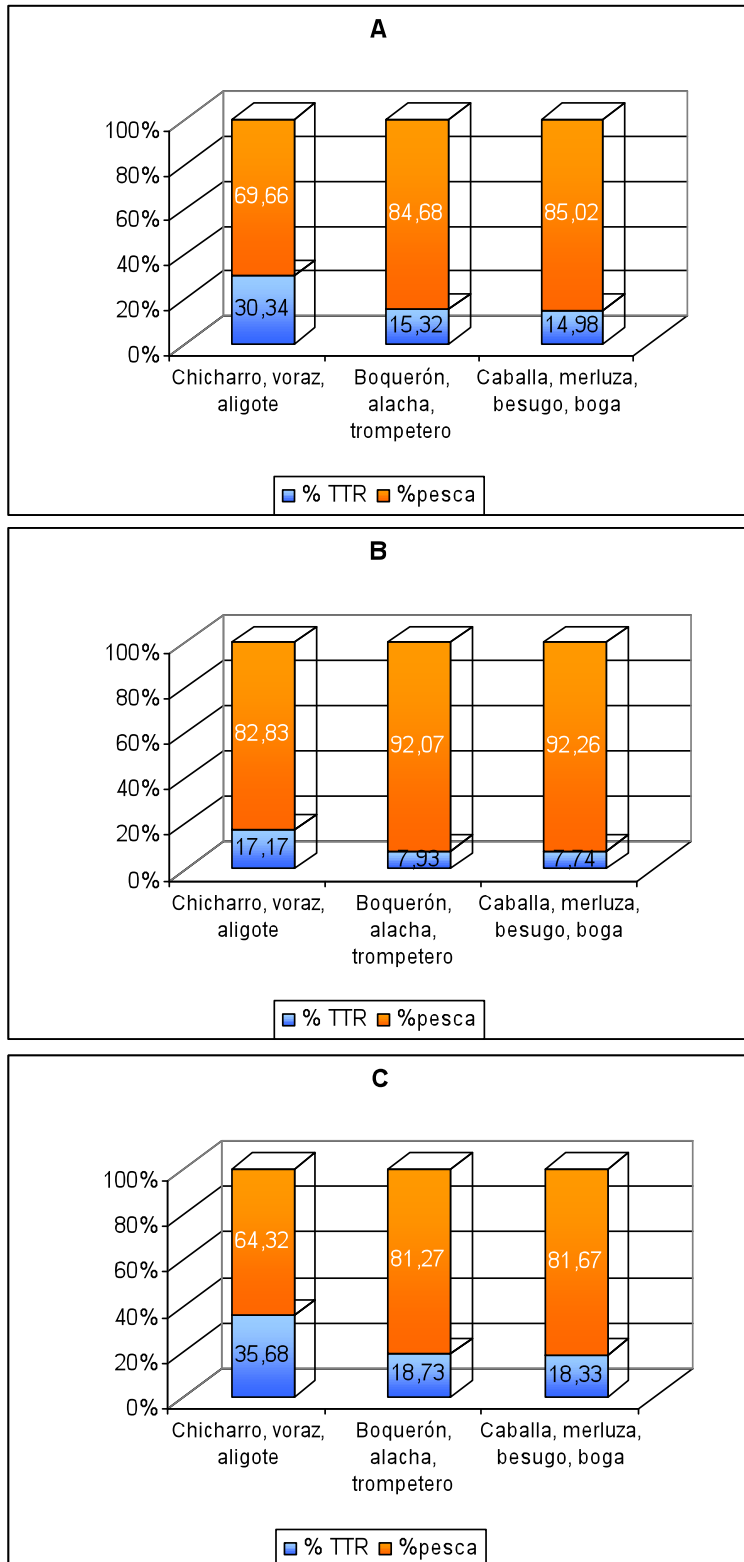 A
100%
80%
60%
40%
20%
0%
69,66
84,68
85,02
30,34
15,32
14,98
Chicharro, voraz,
aligote
Boquerón,
alacha,
trompetero
Caballa, merluza,
besugo, boga
% TTR %pesca
B
100%
80%
60%
40%
20%
0%
82,83
92,07
92,26
17,17
7,93
7,74
Chicharro, voraz,
aligote
Boquerón,
alacha,
trompetero
Caballa, merluza,
besugo, boga
% TTR %pesca
C
100%
80%
60%
40%
20%
0%
64,32
81,27
81,67
35,68
18,73
18,33
Chicharro, voraz,
aligote
Boquerón,
alacha,
trompetero
Caballa, merluza,
besugo, boga
% TTR %pesca